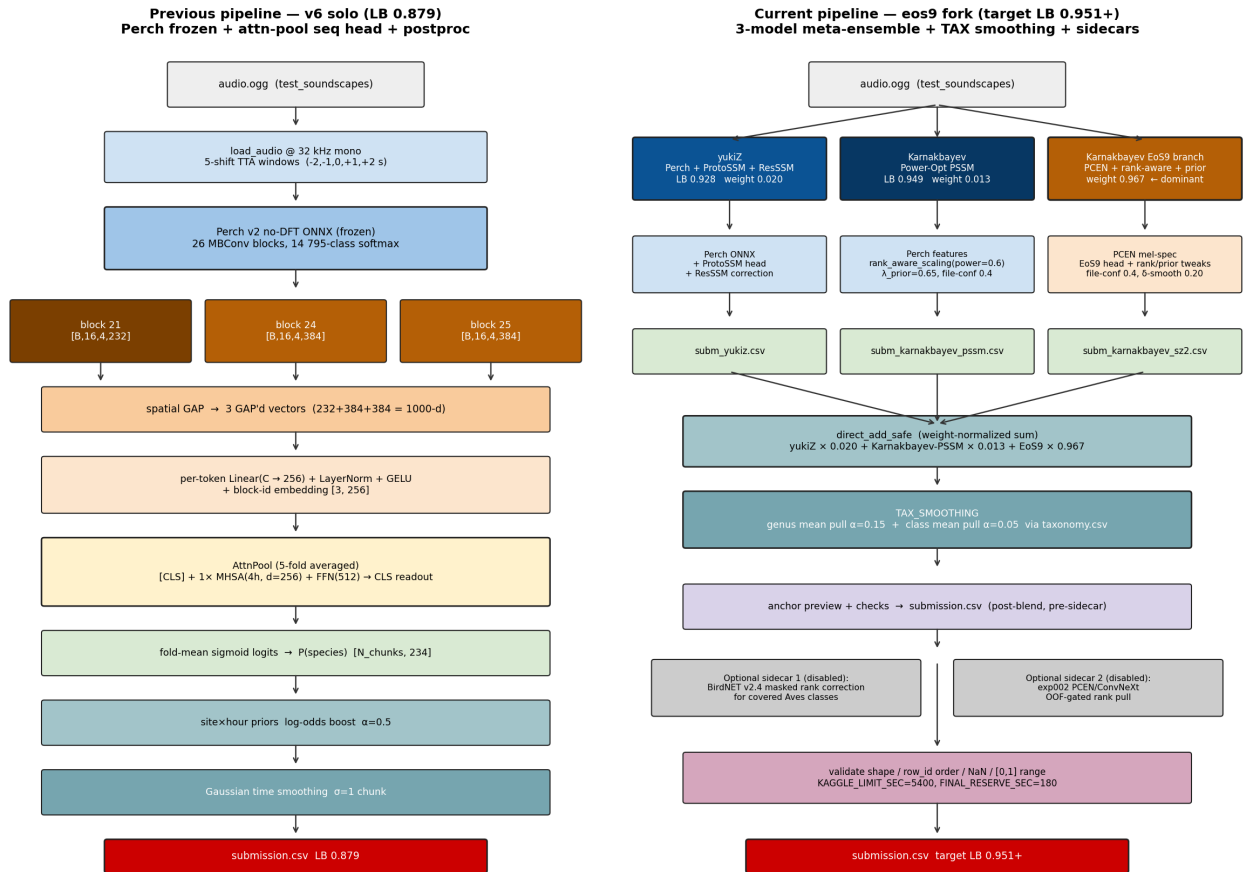 Previous pipeline — v6 solo (LB 0.879)
Perch frozen + attn-pool seq head + postproc
audio.ogg (test_soundscapes)
load_audio @ 32 kHz mono
5-shift TTA windows (-2,-1,0,+1,+2 s)
Perch v2 no-DFT ONNX (frozen)
26 MBConv blocks, 14 795-class softmax
block 21
[B,16,4,232]
block 24
[B,16,4,384]
block 25
[B,16,4,384]
spatial GAP → 3 GAP'd vectors (232+384+384 = 1000-d)
per-token Linear(C → 256) + LayerNorm + GELU
+ block-id embedding [3, 256]
AttnPool (5-fold averaged)
[CLS] + 1× MHSA(4h, d=256) + FFN(512) → CLS readout
fold-mean sigmoid logits → P(species) [N_chunks, 234]
site×hour priors log-odds boost α=0.5
Gaussian time smoothing σ=1 chunk
submission.csv LB 0.879
Current pipeline — eos9 fork (target LB 0.951+)
3-model meta-ensemble + TAX smoothing + sidecars
audio.ogg (test_soundscapes)
yukiZ
Perch + ProtoSSM + ResSSM
LB 0.928 weight 0.020
Karnakbayev
Power-Opt PSSM
LB 0.949 weight 0.013
Karnakbayev EoS9 branch
PCEN + rank-aware + prior
weight 0.967 ← dominant
Perch ONNX
+ ProtoSSM head
+ ResSSM correction
Perch features
rank_aware_scaling(power=0.6)
λ_prior=0.65, file-conf 0.4
PCEN mel-spec
EoS9 head + rank/prior tweaks
file-conf 0.4, δ-smooth 0.20
subm_yukiz.csv
subm_karnakbayev_pssm.csv
subm_karnakbayev_sz2.csv
direct_add_safe (weight-normalized sum)
yukiZ × 0.020 + Karnakbayev-PSSM × 0.013 + EoS9 × 0.967
TAX_SMOOTHING
genus mean pull α=0.15 + class mean pull α=0.05 via taxonomy.csv
anchor preview + checks → submission.csv (post-blend, pre-sidecar)
Optional sidecar 1 (disabled):
BirdNET v2.4 masked rank correction
for covered Aves classes
Optional sidecar 2 (disabled):
exp002 PCEN/ConvNeXt
OOF-gated rank pull
validate shape / row_id order / NaN / [0,1] range
KAGGLE_LIMIT_SEC=5400, FINAL_RESERVE_SEC=180
submission.csv target LB 0.951+